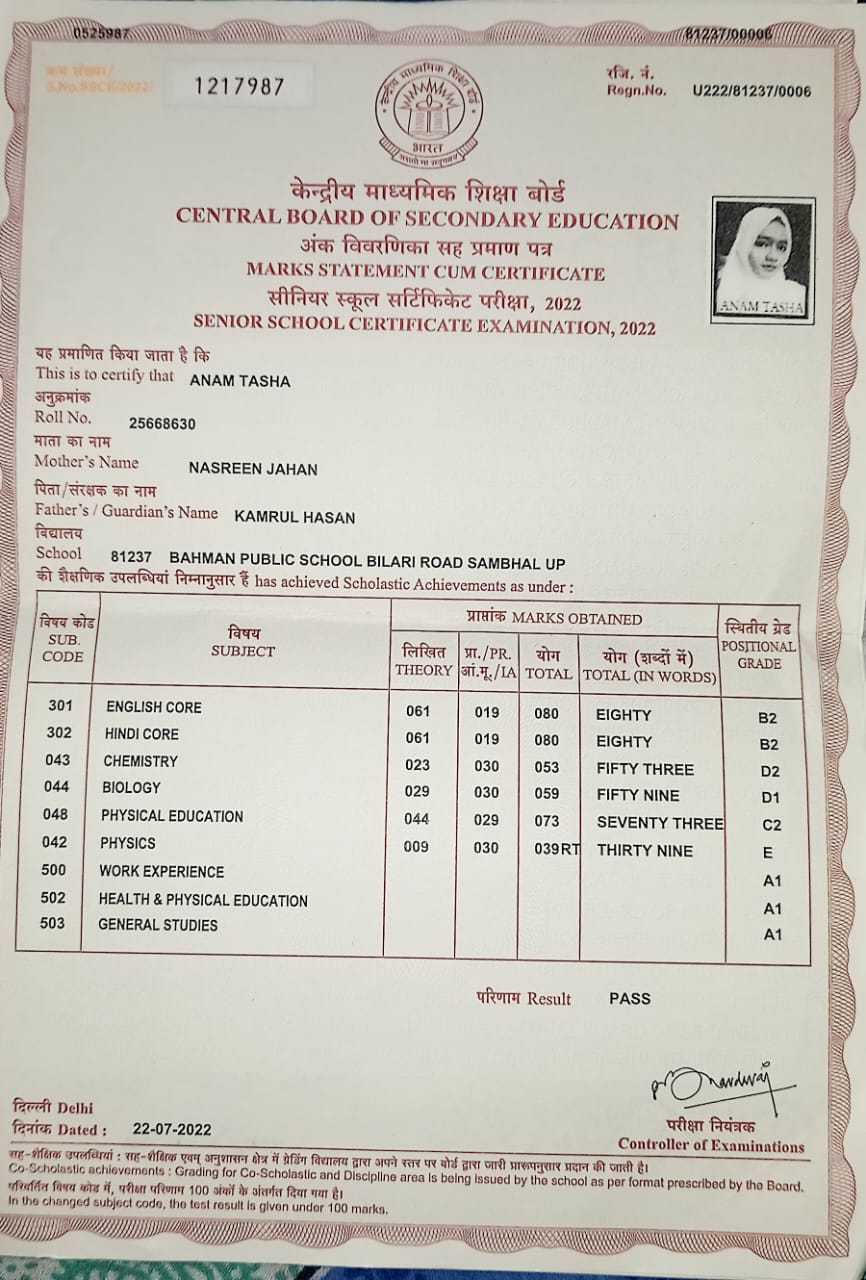 0525987 81237/00006
क्रम संख्या/
S.No.SSCE/2022/ 1217987
रजि. नं.
Regn.No. U222/81237/0006
केन्द्रीय माध्यमिक शिक्षा बोर्ड
भारत
असतो मा सद्गमय
केन्द्रीय माध्यमिक शिक्षा बोर्ड
CENTRAL BOARD OF SECONDARY EDUCATION
अंक विवरणिका सह प्रमाण पत्र
MARKS STATEMENT CUM CERTIFICATE
सीनियर स्कूल सर्टिफिकेट परीक्षा, 2022
SENIOR SCHOOL CERTIFICATE EXAMINATION, 2022
ANAM TASHA
यह प्रमाणित किया जाता है कि
This is to certify that ANAM TASHA
अनुक्रमांक
Roll No. 25668630
माता का नाम
Mother's Name NASREEN JAHAN
पिता/संरक्षक का नाम
Father's / Guardian's Name KAMRUL HASAN
विद्यालय
School 81237 BAHMAN PUBLIC SCHOOL BILARI ROAD SAMBHAL UP
की शैक्षणिक उपलब्धियां निम्नानुसार हैं has achieved Scholastic Achievements as under :
विषय कोड
SUB.
CODE
विषय
SUBJECT
प्राप्तांक MARKS OBTAINED
लिखित
THEORY
प्रा./PR.
आं.मू./IA
योग
TOTAL
योग (शब्दों में)
TOTAL (IN WORDS)
स्थितीय ग्रेड
POSITIONAL
GRADE
301 ENGLISH CORE 061 019 080 EIGHTY B2
302 HINDI CORE 061 019 080 EIGHTY B2
043 CHEMISTRY 023 030 053 FIFTY THREE D2
044 BIOLOGY 029 030 059 FIFTY NINE D1
048 PHYSICAL EDUCATION 044 029 073 SEVENTY THREE C2
042 PHYSICS 009 030 039RT THIRTY NINE E
500 WORK EXPERIENCE A1
502 HEALTH & PHYSICAL EDUCATION A1
503 GENERAL STUDIES A1
परिणाम Result PASS
दिल्ली Delhi
दिनांक Dated : 22-07-2022
परीक्षा नियंत्रक
Controller of Examinations
सह-शैक्षिक उपलब्धियां : सह-शैक्षिक एवम् अनुशासन क्षेत्र में ग्रेडिंग विद्यालय द्वारा अपने स्तर पर बोर्ड द्वारा जारी प्रारूपनुसार प्रदान की जाती है।
Co-Scholastic achievements : Grading for Co-Scholastic and Discipline area is being issued by the school as per format prescribed by the Board.
परिवर्तित विषय कोड में, परीक्षा परिणाम 100 अंकों के अंतर्गत दिया गया है।
In the changed subject code, the test result is given under 100 marks.